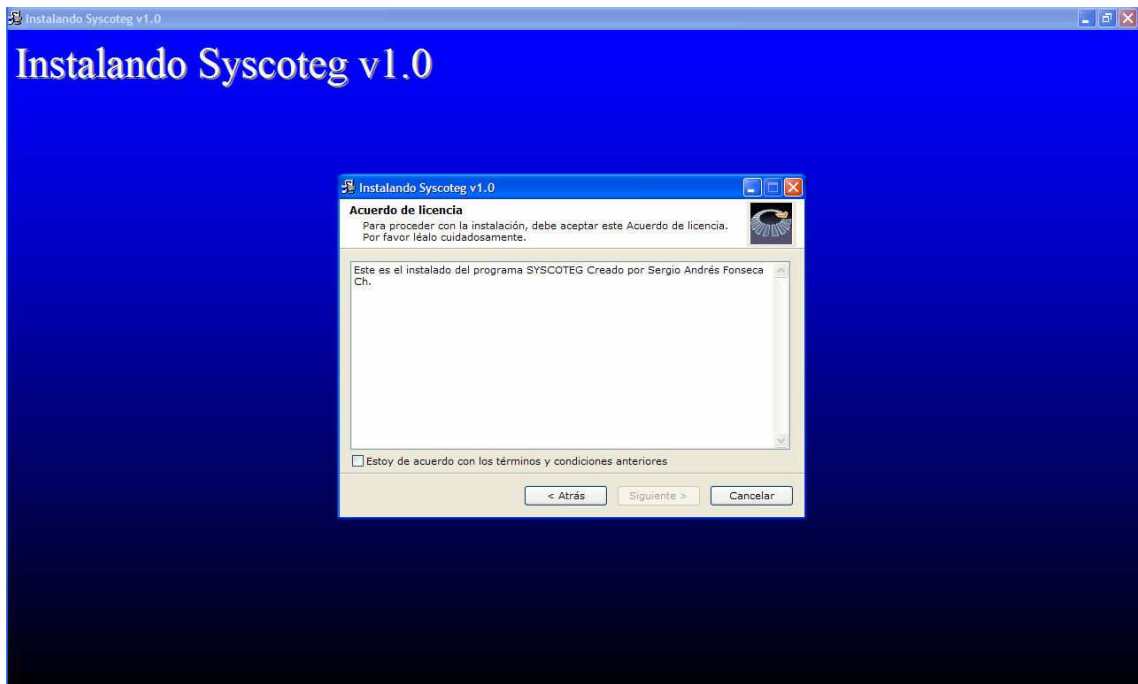 Instalando Syscoteg v1.0
Instalando Syscoteg v1.0
Instalando Syscoteg v1.0
Acuerdo de licencia
Para proceder con la instalación, debe aceptar este Acuerdo de licencia.
Por favor léalo cuidadosamente.
Este es el instalado del programa SYSCOTEG Creado por Sergio Andrés Fonseca
Ch.
Estoy de acuerdo con los términos y condiciones anteriores
< Atrás
Siguiente >
Cancelar